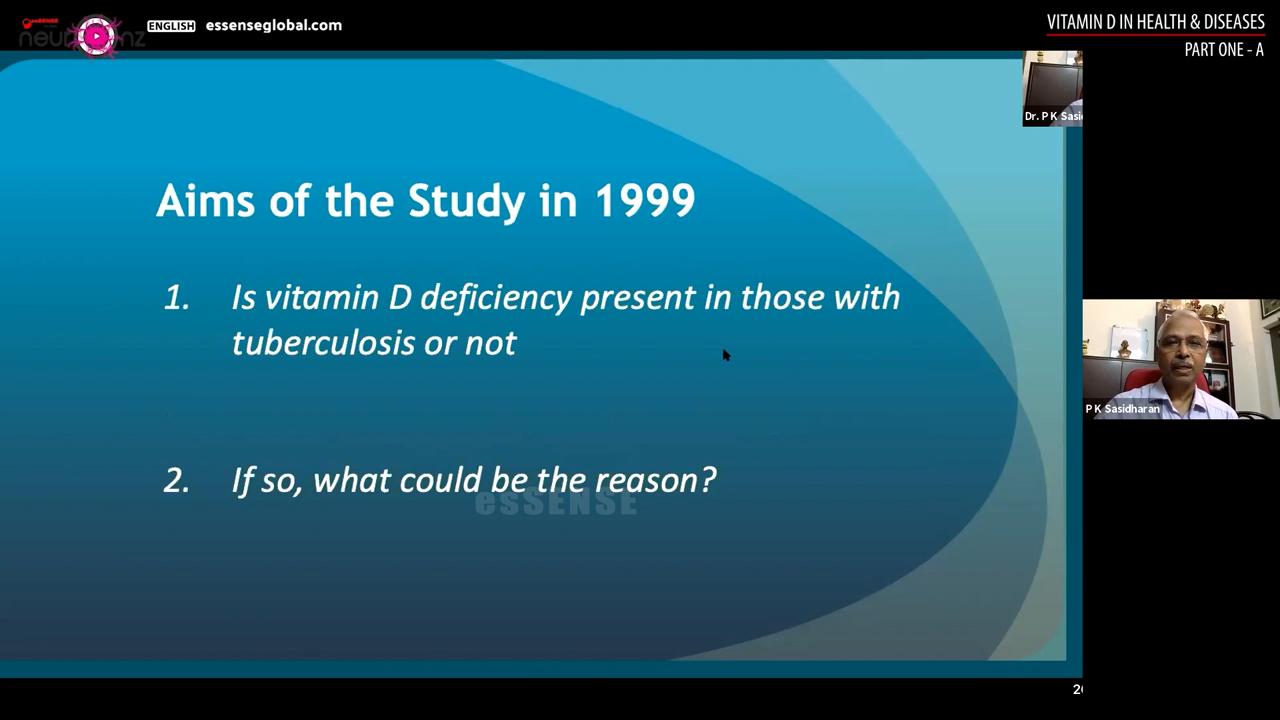 ENGLISH essenseglobal.com
VITAMIN D IN HEALTH & DISEASES
PART ONE - A
Dr. P K Sasi
Aims of the Study in 1999
1. Is vitamin D deficiency present in those with
tuberculosis or not
2. If so, what could be the reason?
esSENSE
P K Sasidharan